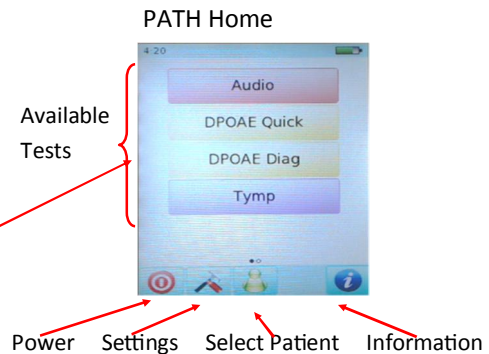 PATH Home
4:20
Audio
Available
Tests
DPOAE Quick
DPOAE Diag
Tymp
i
Power Settings Select Patient Information